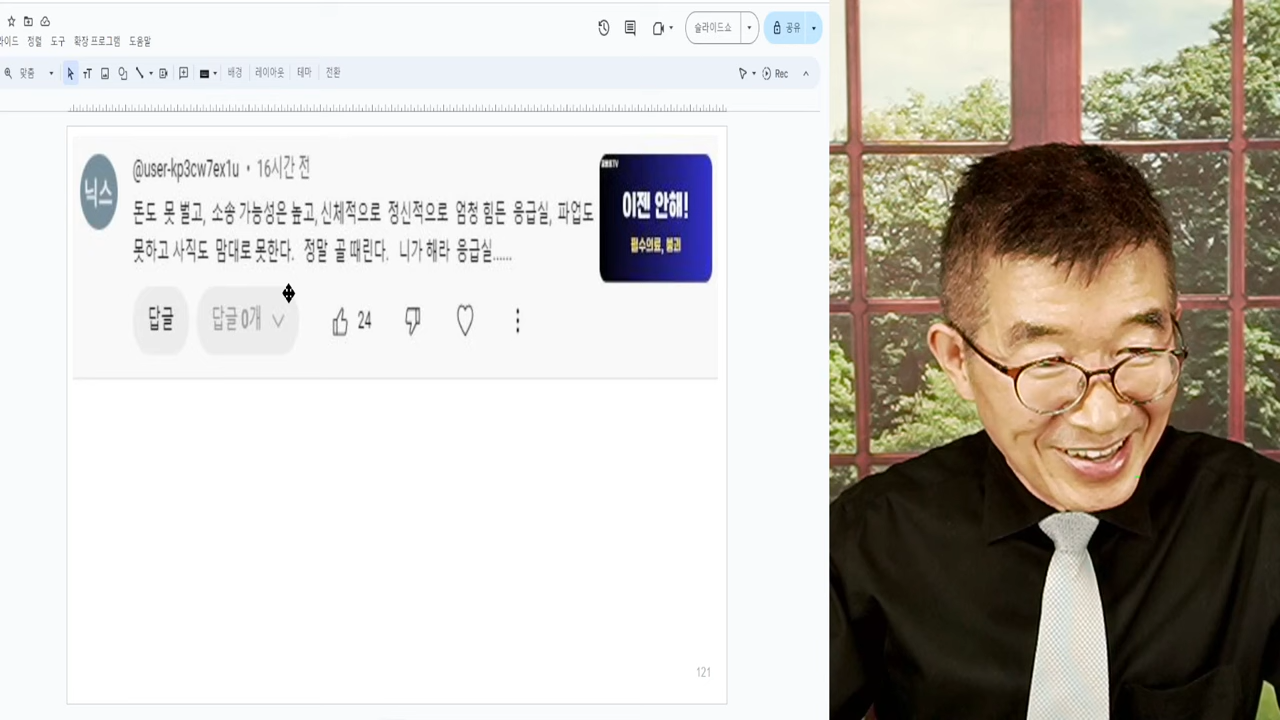 라이드 정렬 도구 확장 프로그램 도움말
슬라이드쇼
공유
맞춤
배경 레이아웃 테마 전환
Rec
닉스
@user-kp3cw7ex1u • 16시간 전
돈도 못 벌고, 소송 가능성은 높고, 신체적으로 정신적으로 엄청 힘든 응급실, 파업도
못하고 사직도 맘대로 못한다. 정말 골 때린다. 니가 해라 응급실......
이젠 안해!
필수의료, 붕괴
답글
답글 0개
24
121